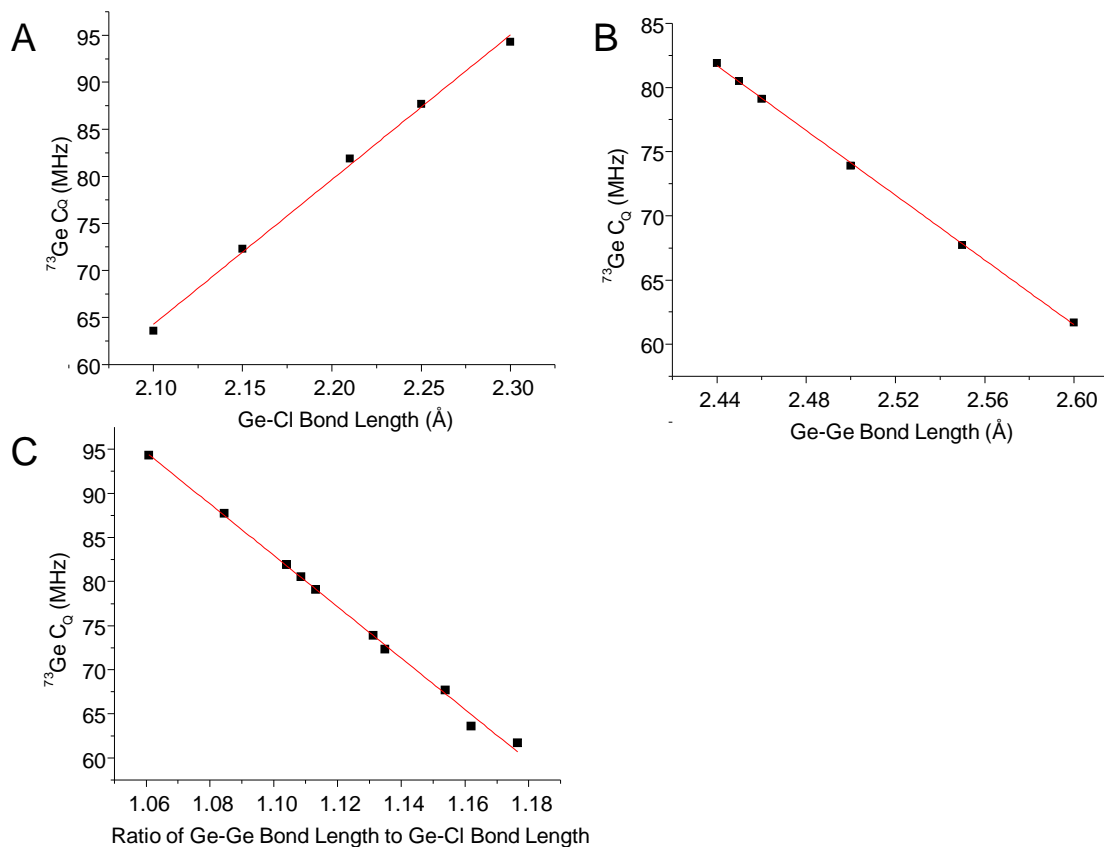 A
95
90
85
80
75
70
65
60
⁷³Ge CQ (MHz)
2.10 2.15 2.20 2.25 2.30
Ge-Cl Bond Length (Å)
B
85
80
75
70
65
60
⁷³Ge CQ (MHz)
2.44 2.48 2.52 2.56 2.60
Ge-Ge Bond Length (Å)
C
95
90
85
80
75
70
65
60
⁷³Ge CQ (MHz)
1.06 1.08 1.10 1.12 1.14 1.16 1.18
Ratio of Ge-Ge Bond Length to Ge-Cl Bond Length